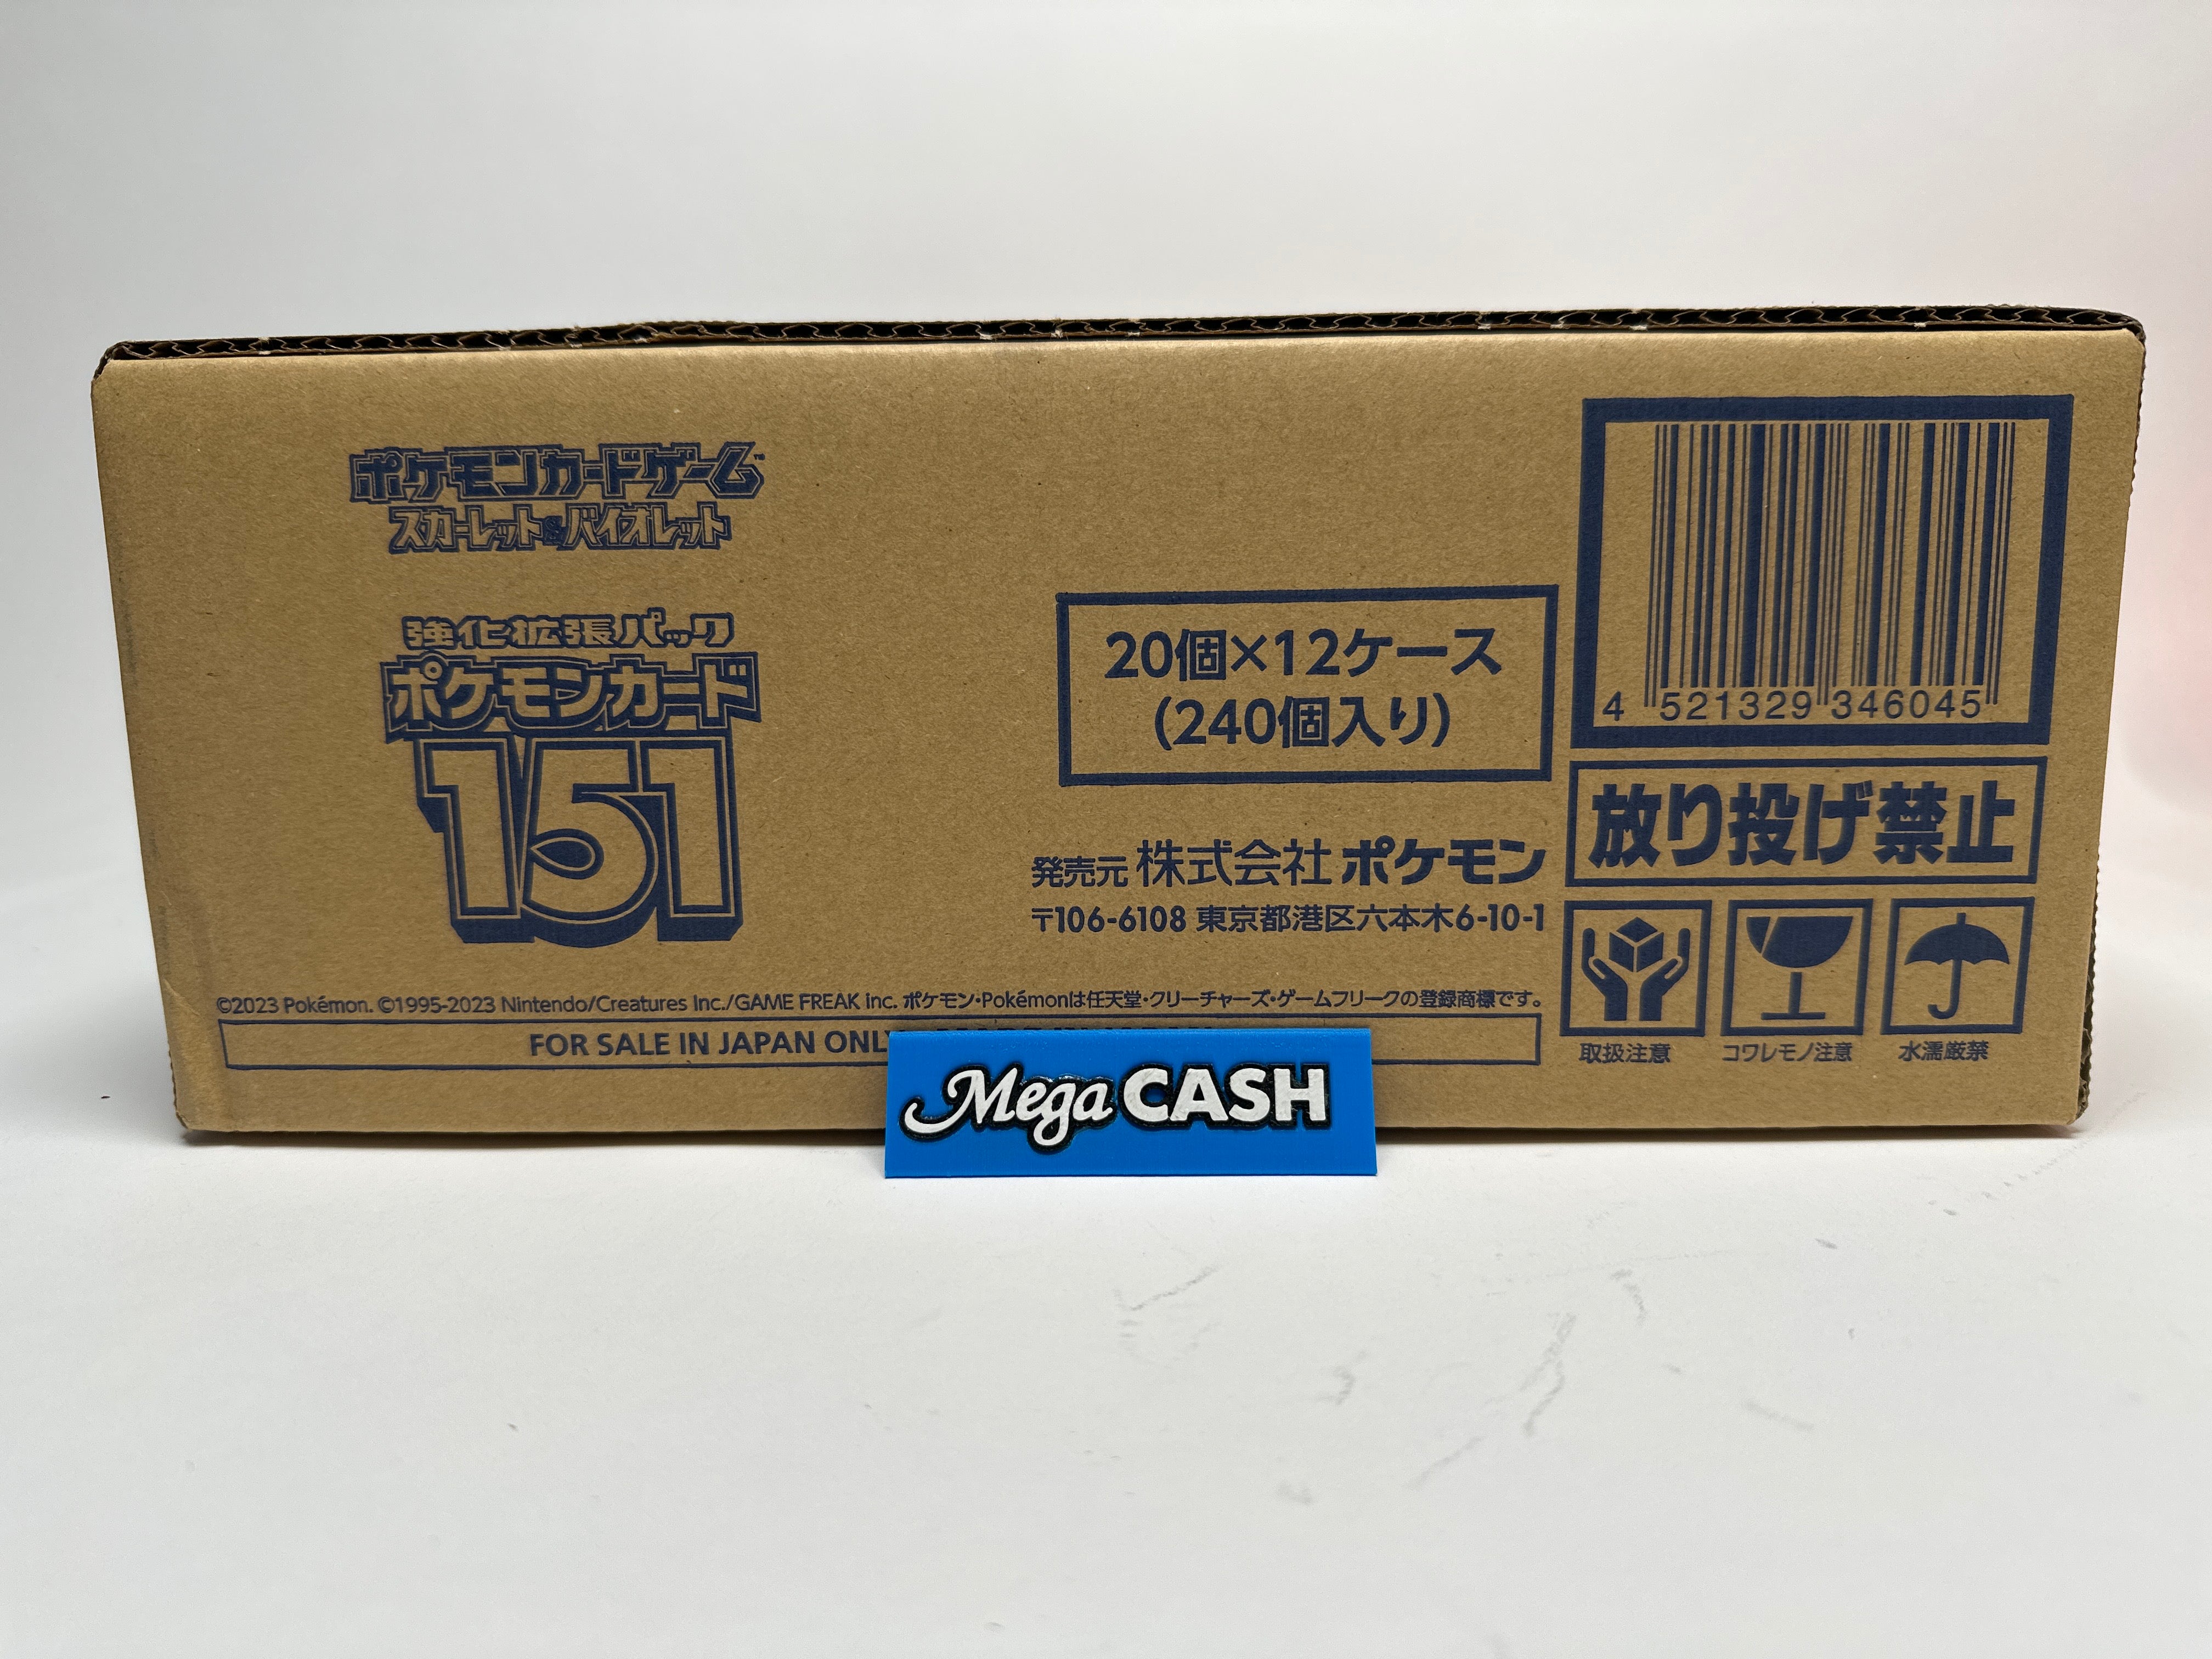 ポケモンカードゲーム™
スカーレット&バイオレット
強化拡張パック
ポケモンカード
151
20個×12ケース
(240個入り)
発売元 株式会社 ポケモン
〒106-6108 東京都港区六本木6-10-1
4 521329 346045
放り投げ禁止
取扱注意
コワレモノ注意
水濡厳禁
©2023 Pokémon. ©1995-2023 Nintendo/Creatures Inc./GAME FREAK inc. ポケモン・Pokémonは任天堂・クリーチャーズ・ゲームフリークの登録商標です。
FOR SALE IN JAPAN ONLY
Mega CASH